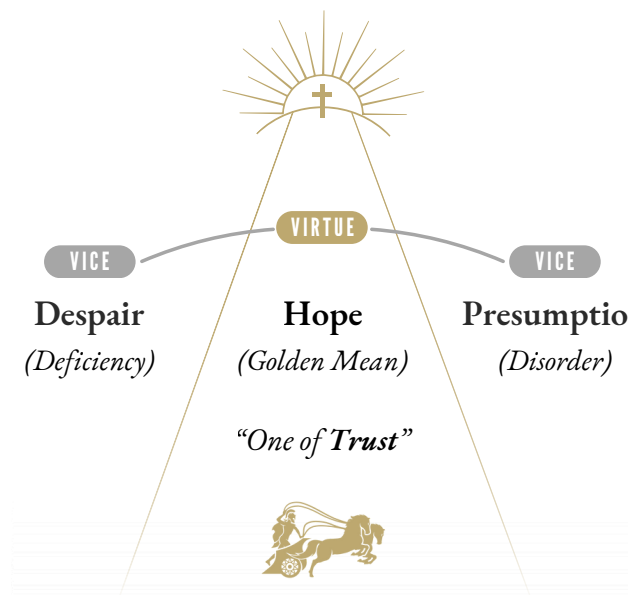 VIRTUE
VICE
VICE
Despair
Hope
Presumptio
(Deficiency)
(Golden Mean)
(Disorder)
“One of Trust”